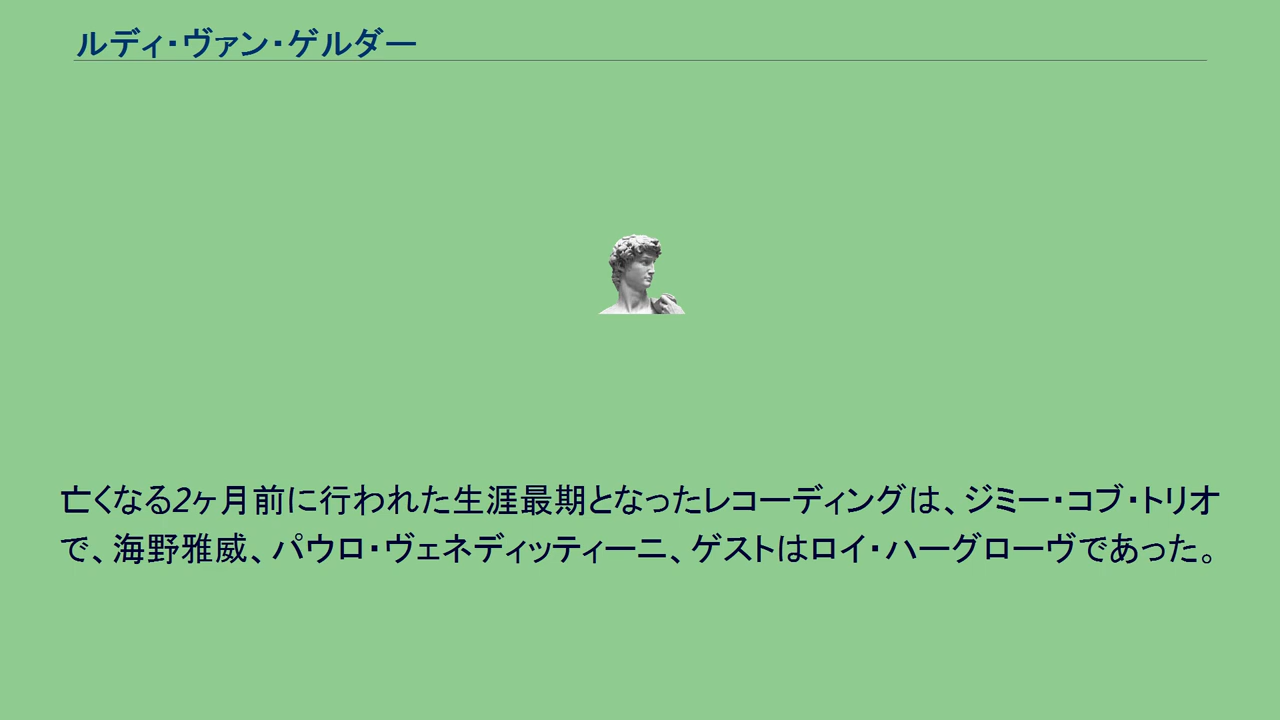 ルディ・ヴァン・ゲルダー
亡くなる2ヶ月前に行われた生涯最期となったレコーディングは、ジミー・コブ・トリオ
で、海野雅威、パウロ・ヴェネディッティーニ、ゲストはロイ・ハーグローヴであった。